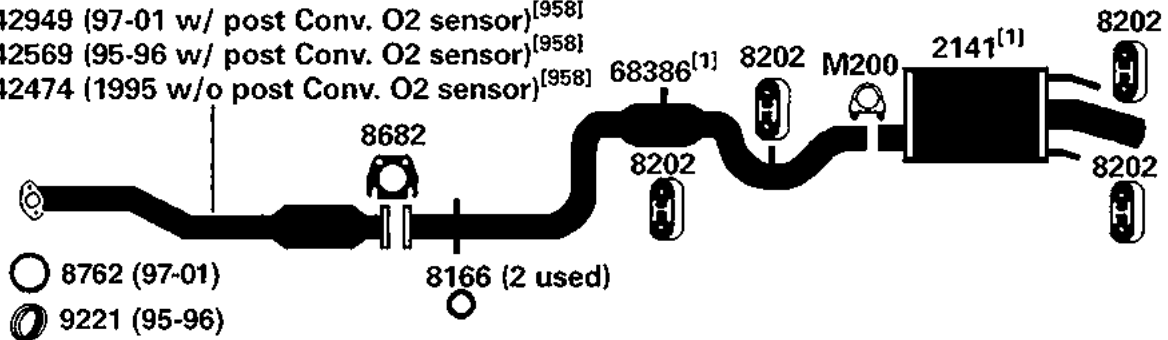 42949 (97-01 w/ post Conv. O2 sensor)[958]
42569 (95-96 w/ post Conv. O2 sensor)[958]
42474 (1995 w/o post Conv. O2 sensor)[958]
8682
68386[1]
8202
M200
2141[1]
8202
8202
8202
8166 (2 used)
8762 (97-01)
9221 (95-96)